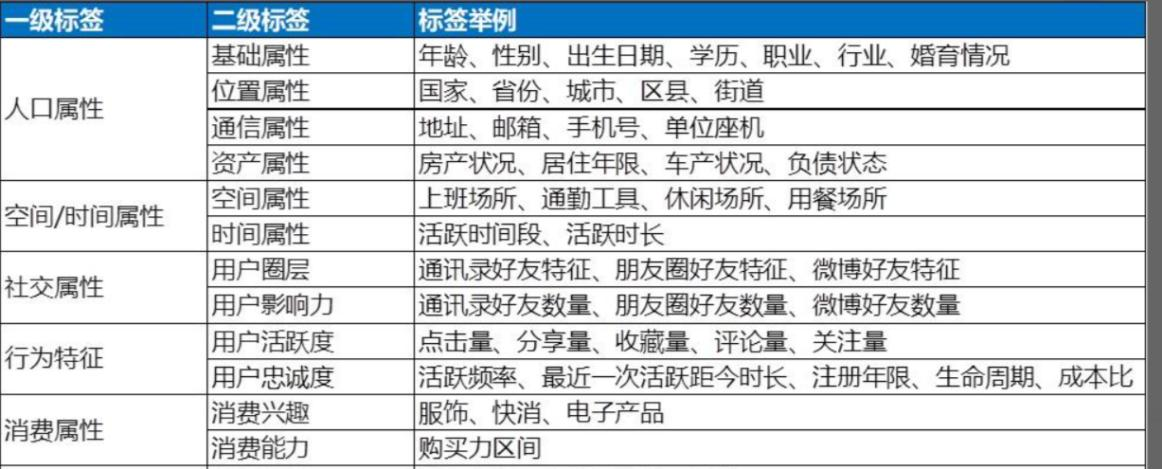 一级标签 二级标签 标签举例
人口属性 基础属性 年龄、性别、出生日期、学历、职业、行业、婚育情况
位置属性 国家、省份、城市、区县、街道
通信属性 地址、邮箱、手机号、单位座机
资产属性 房产状况、居住年限、车产状况、负债状态
空间/时间属性 空间属性 上班场所、通勤工具、休闲场所、用餐场所
时间属性 活跃时间段、活跃时长
社交属性 用户圈层 通讯录好友特征、朋友圈好友特征、微博好友特征
用户影响力 通讯录好友数量、朋友圈好友数量、微博好友数量
行为特征 用户活跃度 点击量、分享量、收藏量、评论量、关注量
用户忠诚度 活跃频率、最近一次活跃距今时长、注册年限、生命周期、成本比
消费属性 消费兴趣 服饰、快消、电子产品
消费能力 购买力区间